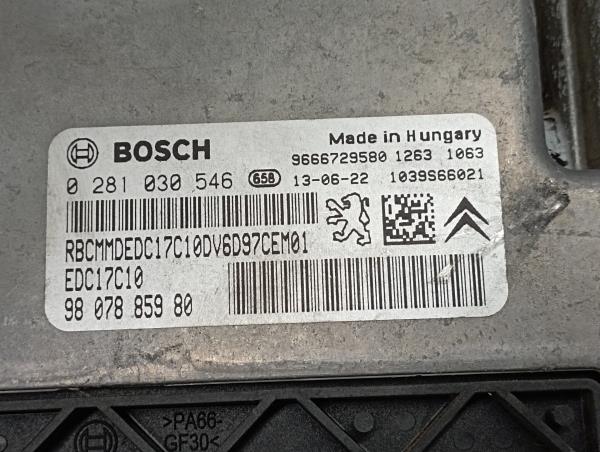 BOSCH
Made in Hungary
9666729580 1263 1063
0 281 030 546 658 13-06-22 1039S66021
RBCMMDEDC17C10DV6D97CEM01
EDC17C10
98 078 859 80
>PA66-
GF30<